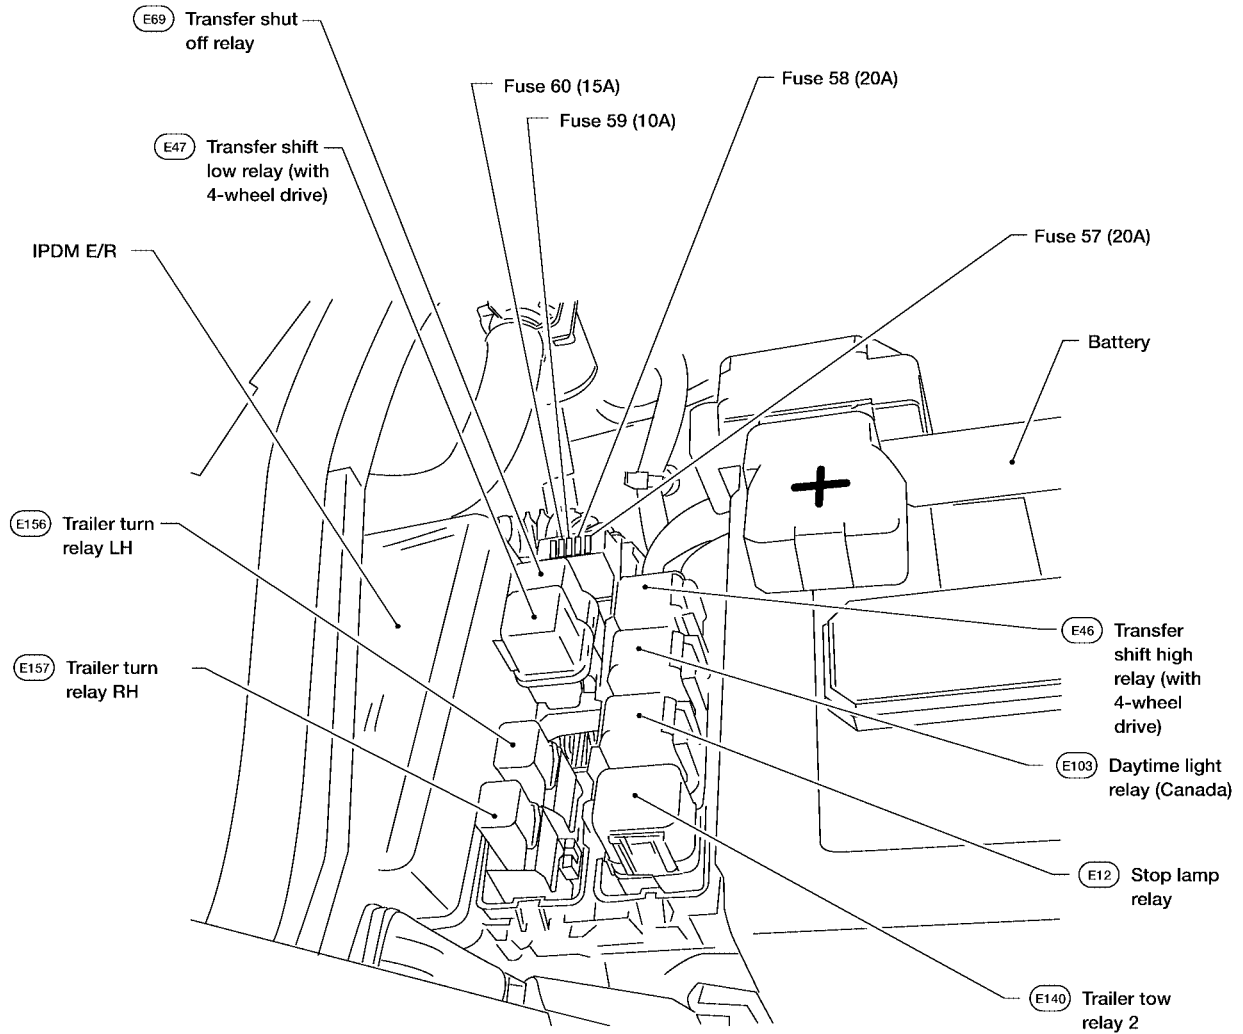 E69 Transfer shut
off relay
Fuse 60 (15A)
Fuse 58 (20A)
Fuse 59 (10A)
E47 Transfer shift
low relay (with
4-wheel drive)
IPDM E/R
Fuse 57 (20A)
Battery
E156 Trailer turn
relay LH
E157 Trailer turn
relay RH
E46 Transfer
shift high
relay (with
4-wheel
drive)
E103 Daytime light
relay (Canada)
E12 Stop lamp
relay
E140 Trailer tow
relay 2